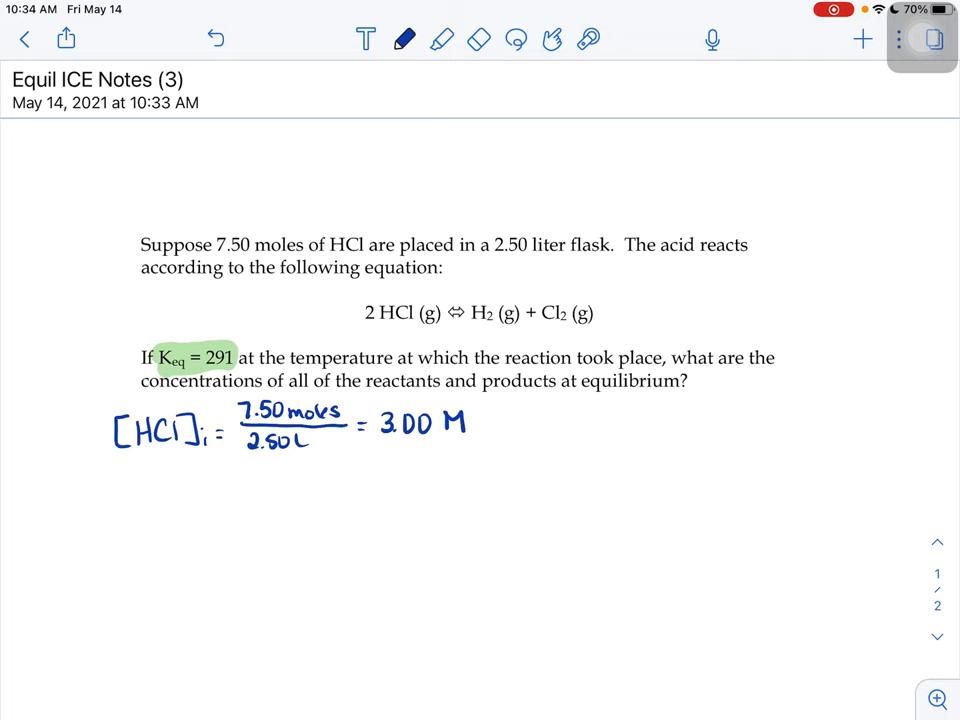 10:34 AM Fri May 14
70%
T
Equil ICE Notes (3)
May 14, 2021 at 10:33 AM
Suppose 7.50 moles of HCl are placed in a 2.50 liter flask. The acid reacts
according to the following equation:
2 HCl (g) ⇔ H₂ (g) + Cl₂ (g)
If Keq = 291 at the temperature at which the reaction took place, what are the
concentrations of all of the reactants and products at equilibrium?
[HCl]i = 7.50 moles / 2.50 L = 3.00 M
1
/
2